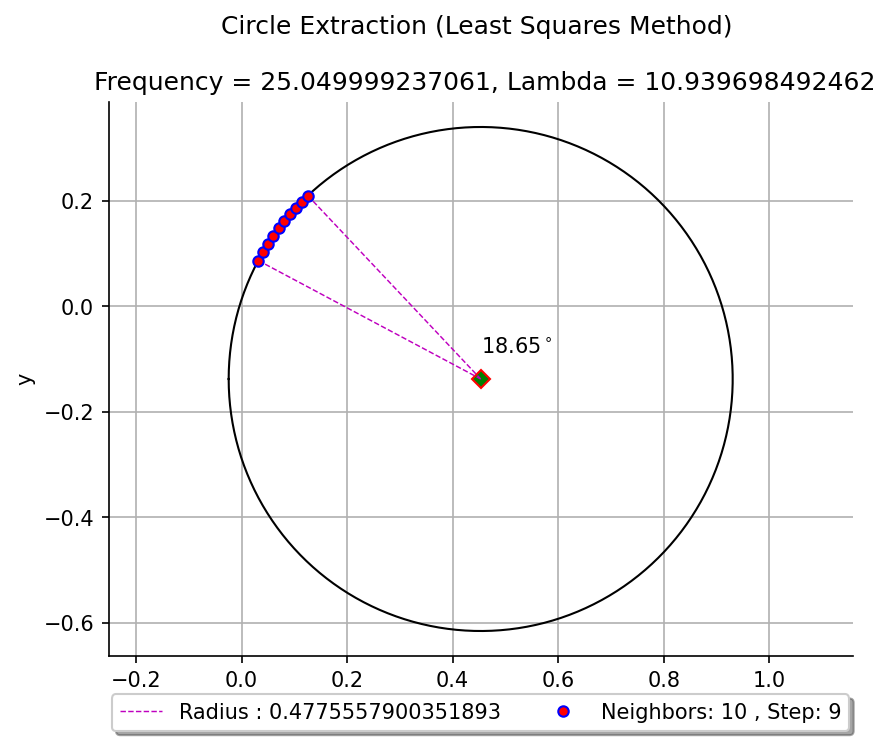 Circle Extraction (Least Squares Method)
Frequency = 25.049999237061, Lambda = 10.939698492462
0.2
0.0
−0.2
−0.4
−0.6
y
18.65°
−0.2 0.0 0.2 0.4 0.6 0.8 1.0
Radius : 0.4775557900351893 Neighbors: 10 , Step: 9